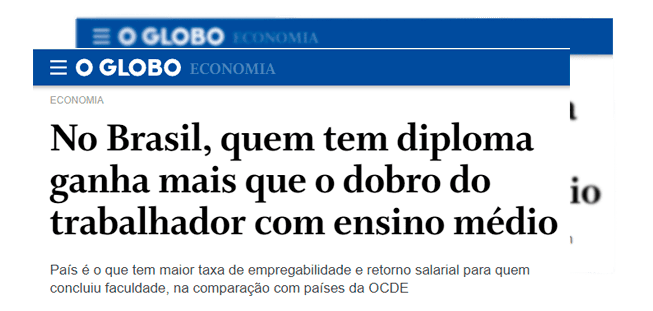 O GLOBO ECONOMIA
O GLOBO ECONOMIA
ECONOMIA
No Brasil, quem tem diploma
ganha mais que o dobro do
trabalhador com ensino médio
País é o que tem maior taxa de empregabilidade e retorno salarial para quem
concluiu faculdade, na comparação com países da OCDE